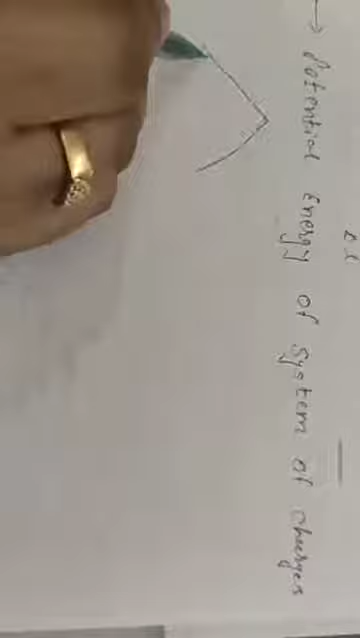 → Potential Energy of System of Charges